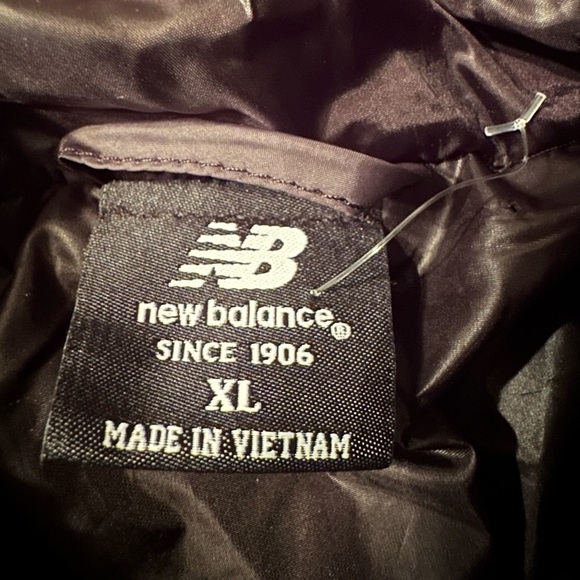 NB
new balance®
SINCE 1906
XL
MADE IN VIETNAM